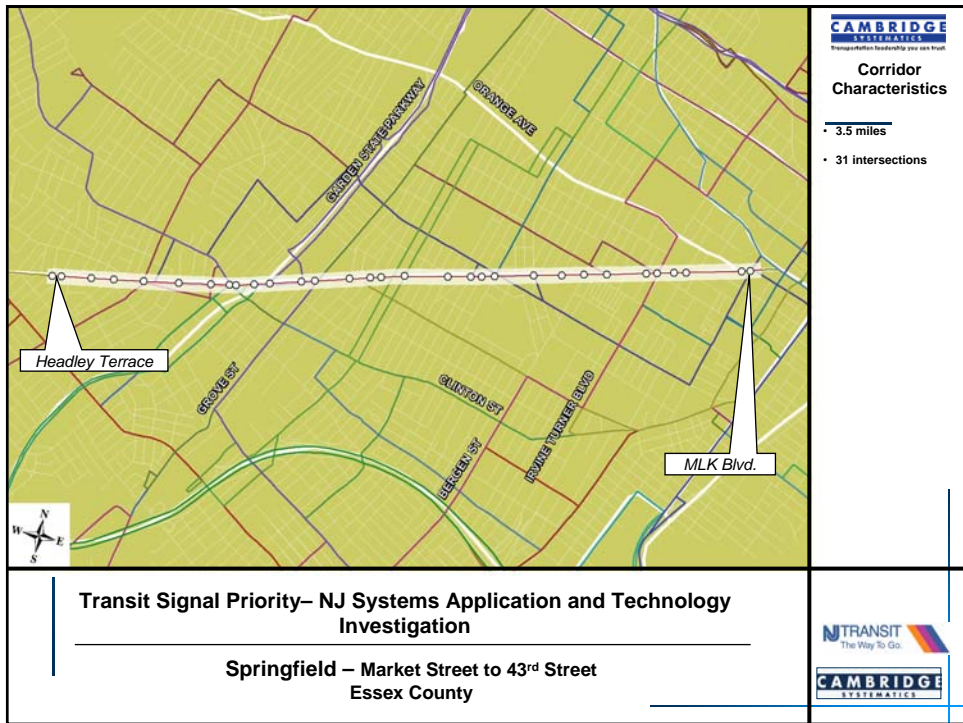 GARDEN STATE PARKWAY
ORANGE AVE
Headley Terrace
GROVE ST
CLINTON ST
BERGEN ST
IRVINE TURNER BLVD
MLK Blvd.
N
W
E
S
CAMBRIDGE
SYSTEMATICS
Transportation leadership you can trust.
Corridor
Characteristics
• 3.5 miles
• 31 intersections
Transit Signal Priority– NJ Systems Application and Technology
Investigation
Springfield – Market Street to 43rd Street
Essex County
NJ TRANSIT
The Way To Go.
CAMBRIDGE
SYSTEMATICS